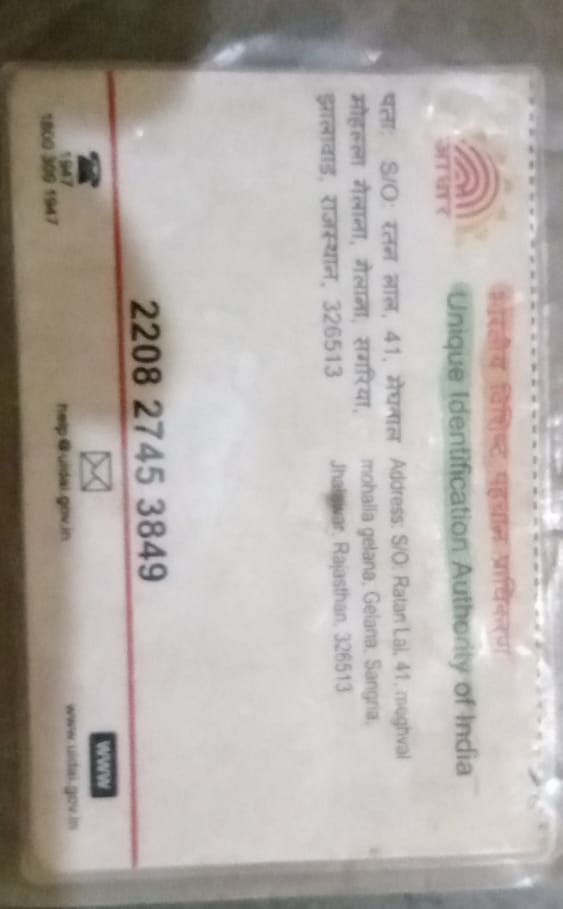 भारतीय विशिष्ट पहचान प्राधिकरण
Unique Identification Authority of India
आधार
पता: S/O: रतन लाल, 41, मेघवाल
मोहल्ला गेलाना, गेलाना, सगरिया,
झालावाड, राजस्थान, 326513
Address: S/O: Ratan Lal, 41, meghval
mohalla gelana, Gelana, Sangria,
Jhalawar, Rajasthan, 326513
2208 2745 3849
1947
1800 300 1947
help@uidai.gov.in
WWW
www.uidai.gov.in